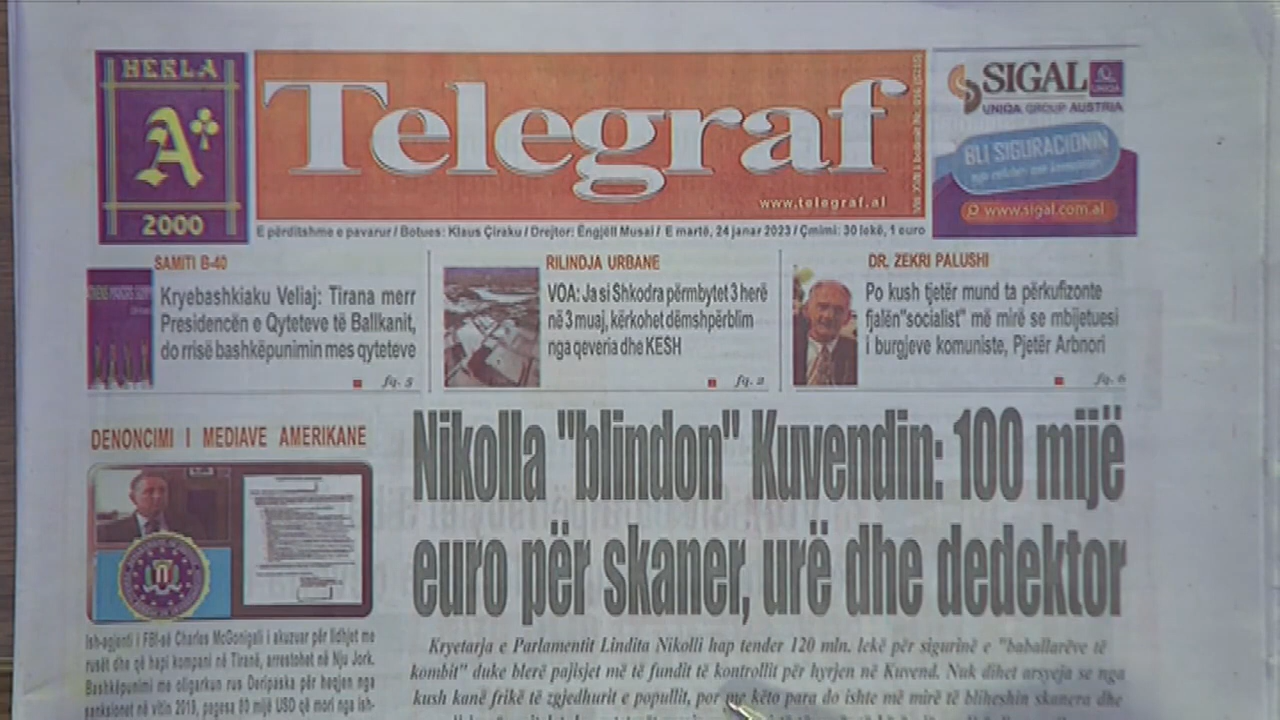 HERLA
A
2000
Telegraf
www.telegraf.al
SIGAL
UNIQA
UNIQA GROUP AUSTRIA
BLI SIGURACIONIN
www.sigal.com.al
E përditshme e pavarur / Botues: Klaus Çiraku / Drejtor: Ëngjëll Musai / E martë, 24 janar 2023 / Çmimi: 30 lekë, 1 euro
SAMITI B-40
Kryebashkiaku Veliaj: Tirana merr
Presidencën e Qyteteve të Ballkanit,
do rrisë bashkëpunimin mes qyteteve
fq. 5
RILINDJA URBANE
VOA: Ja si Shkodra përmbytet 3 herë
në 3 muaj, kërkohet dëmshpërblim
nga qeveria dhe KESH
fq. 2
DR. ZEKRI PALUSHI
Po kush tjetër mund ta përkufizonte
fjalën"socialist" më mirë se mbijetuesi
i burgjeve komuniste, Pjetër Arbnori
fq. 6
DENONCIMI I MEDIAVE AMERIKANE
Ish-agjenti i FBI-së Charles McGonigali i akuzuar për lidhjet me
rusët dhe që hapi kompani në Tiranë, arrestohet në Nju Jork.
Bashkëpunimi me oligarkun rus Deripaska për heqjen nga
sanksionet në vitin 2019, pagesa 80 mijë USD që mori nga ish-
Nikolla "blindon" Kuvendin: 100 mijë
euro për skaner, urë dhe dedektor
Kryetarja e Parlamentit Lindita Nikolli hap tender 120 mln. lekë për sigurinë e "baballarëve të
kombit" duke blerë pajisjet më të fundit të kontrollit për hyrjen në Kuvend. Nuk dihet arsyeja se nga
kush kanë frikë të zgjedhurit e popullit, por me këto para do ishte më mirë të bliheshin skanera dhe